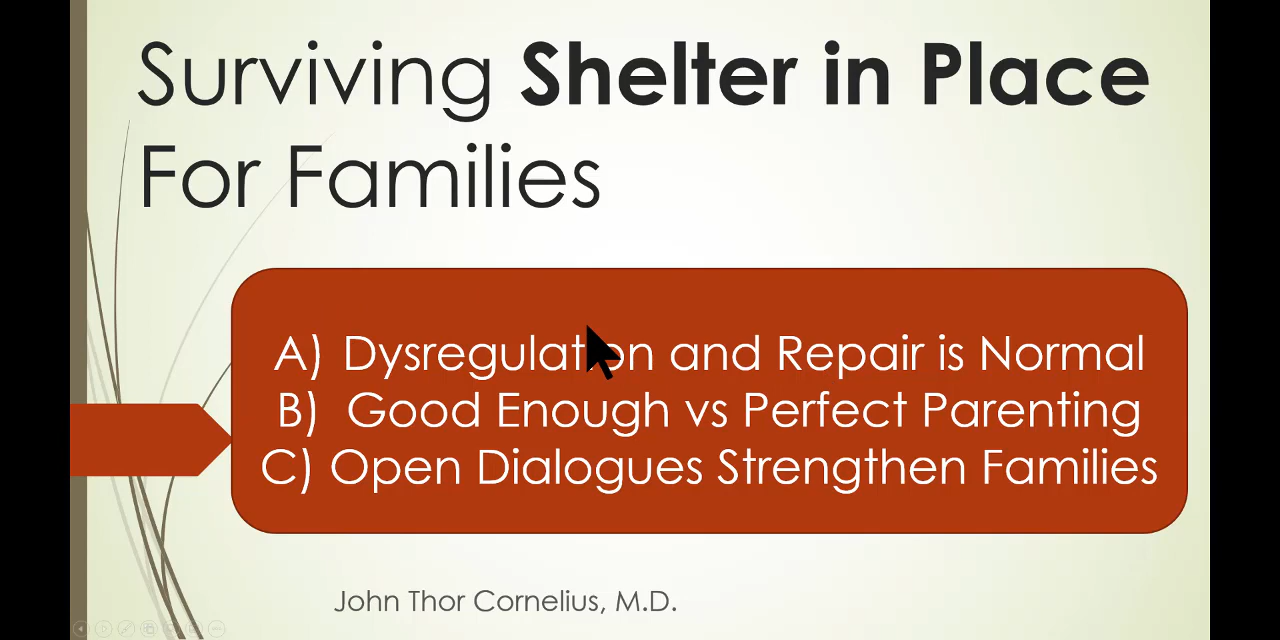 Surviving Shelter in Place
For Families
A) Dysregulation and Repair is Normal
B) Good Enough vs Perfect Parenting
C) Open Dialogues Strengthen Families
John Thor Cornelius, M.D.